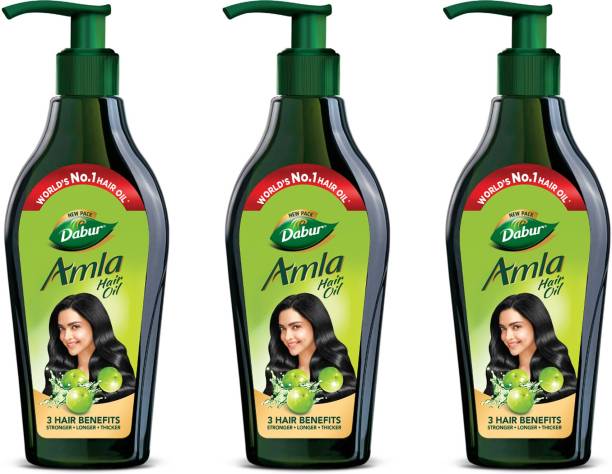 WORLD'S No.1 HAIR OIL*
NEW PACK
Dabur
Amla
Hair
Oil
3 HAIR BENEFITS
STRONGER • LONGER • THICKER
WORLD'S No.1 HAIR OIL*
NEW PACK
Dabur
Amla
Hair
Oil
3 HAIR BENEFITS
STRONGER • LONGER • THICKER
WORLD'S No.1 HAIR OIL*
NEW PACK
Dabur
Amla
Hair
Oil
3 HAIR BENEFITS
STRONGER • LONGER • THICKER